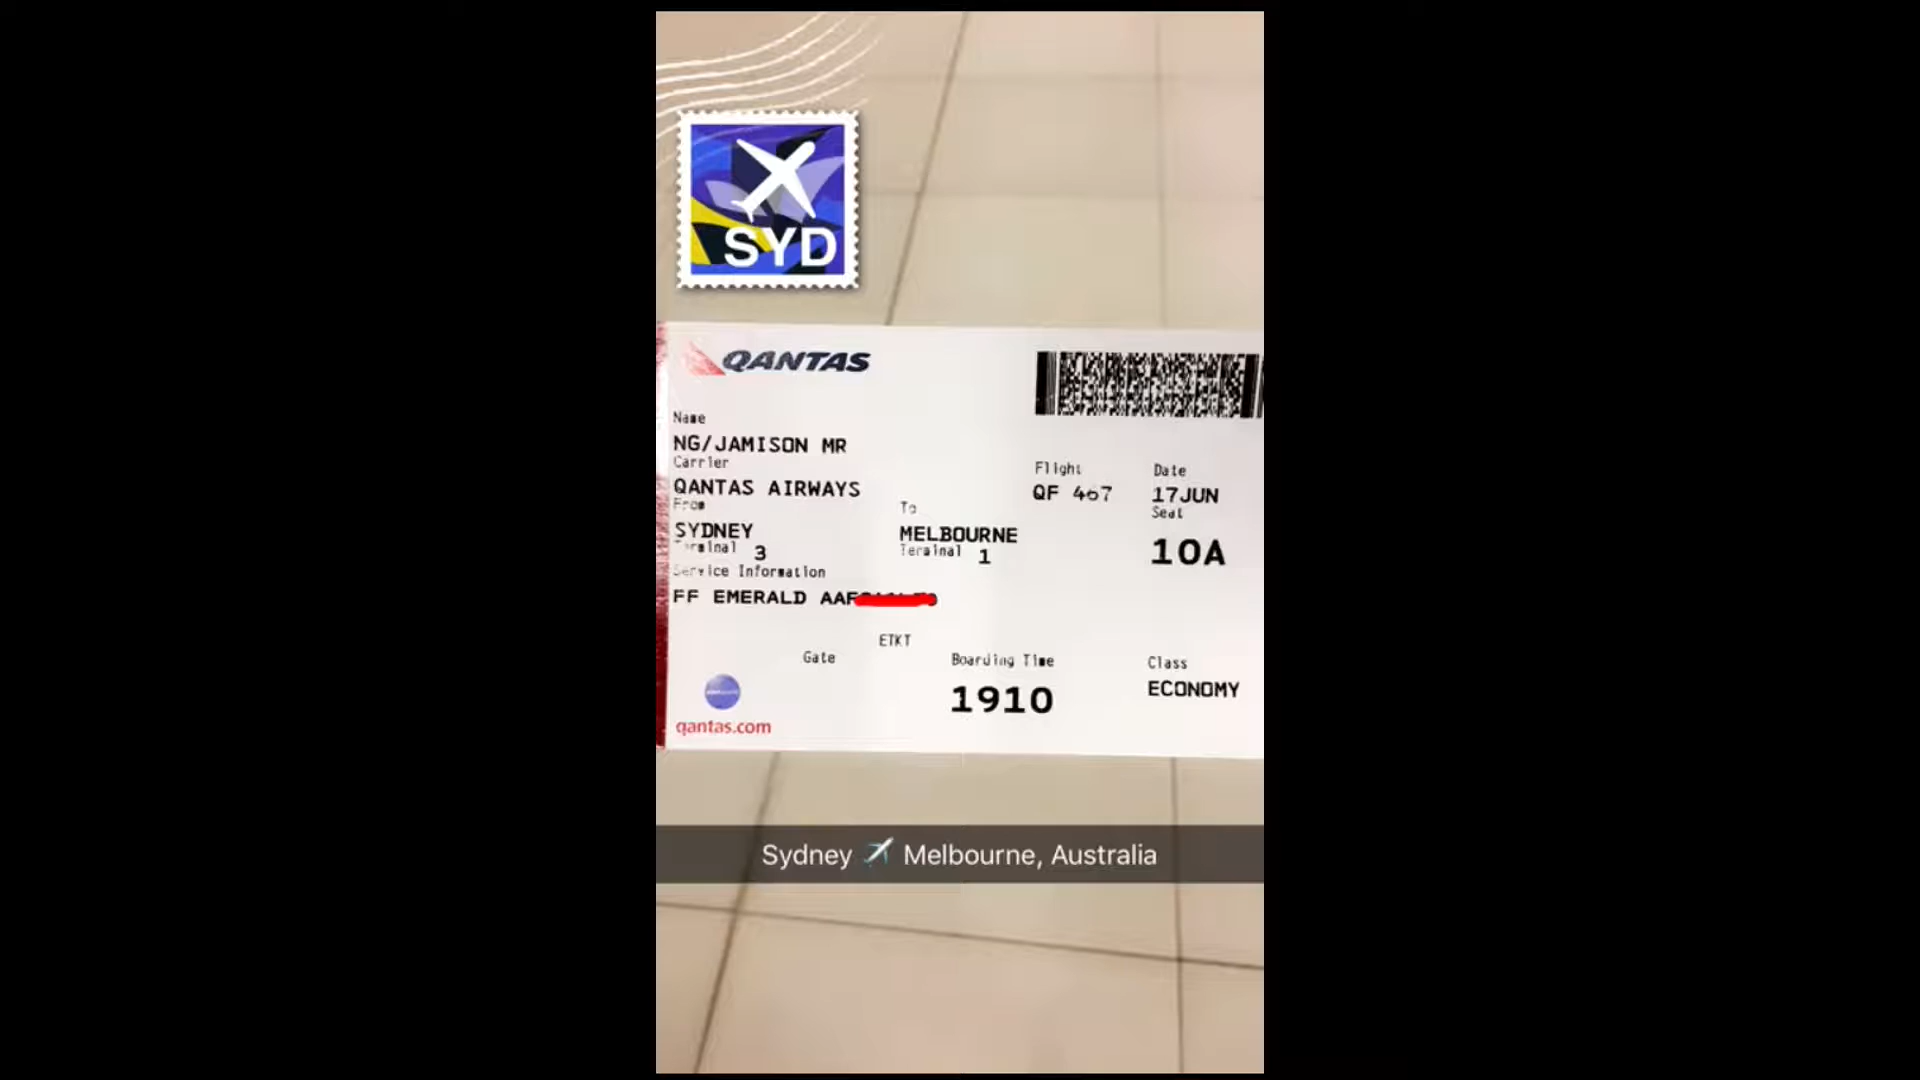 SYD
QANTAS
Name
NG/JAMISON MR
Carrier
QANTAS AIRWAYS
Flight
QF 467
Date
17JUN
From
SYDNEY
To
MELBOURNE
Seat
10A
Terminal 3
Terminal 1
Service Information
FF EMERALD
ETKT
Gate
Boarding Time
1910
Class
ECONOMY
qantas.com
Sydney ✈️ Melbourne, Australia